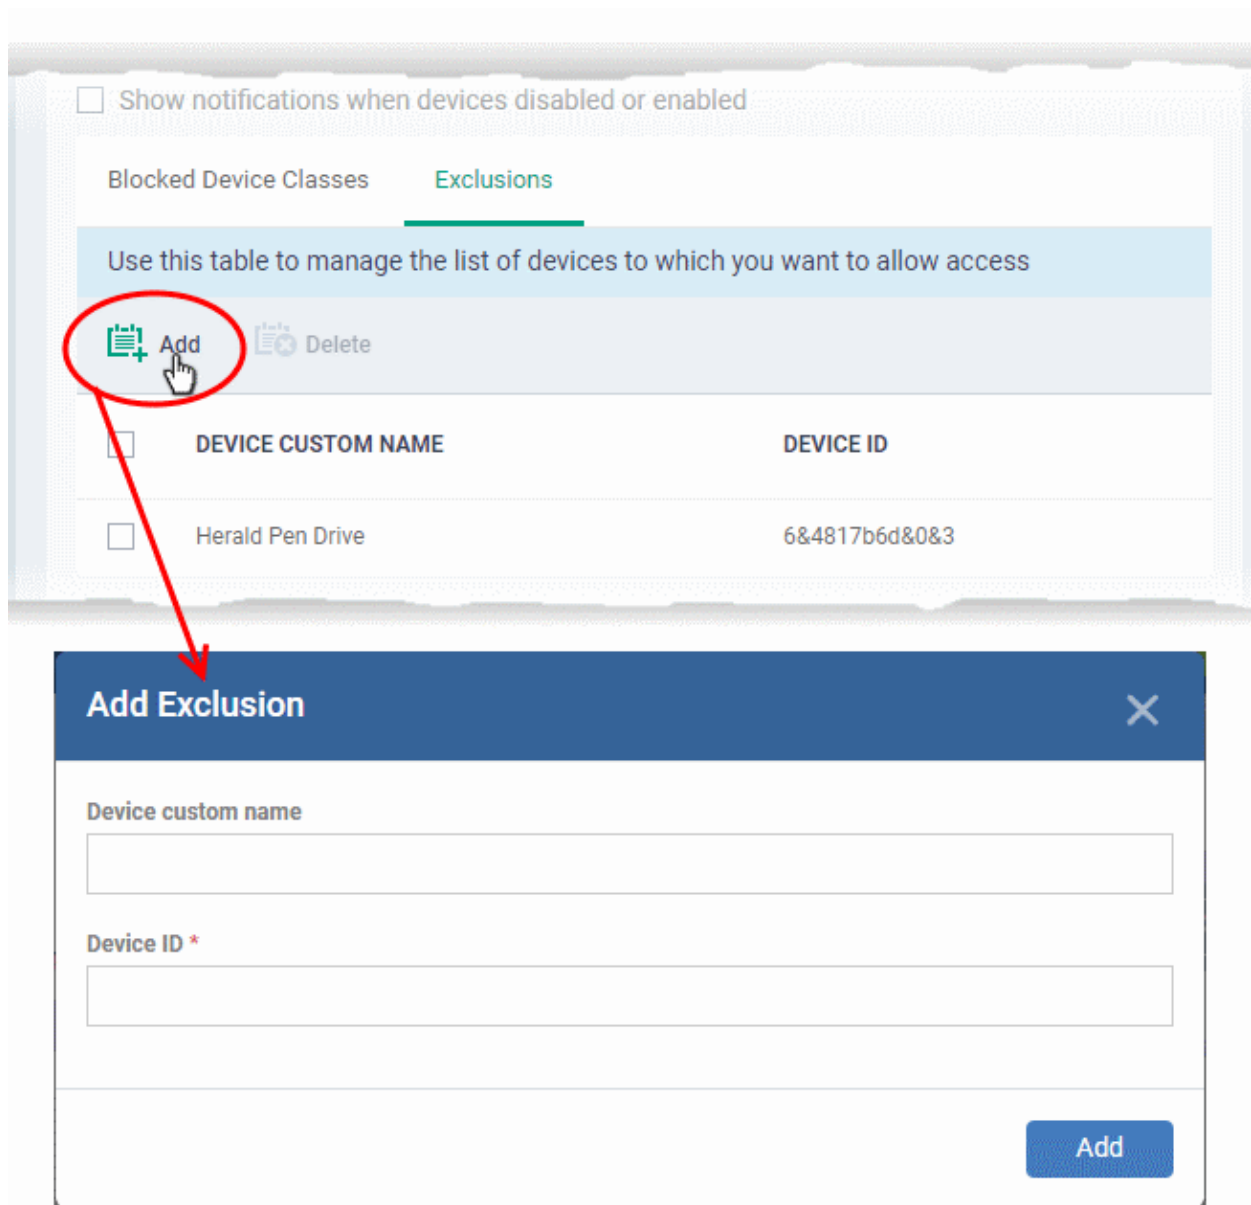 Show notifications when devices disabled or enabled
Blocked Device Classes Exclusions
Use this table to manage the list of devices to which you want to allow access
Add Delete
DEVICE CUSTOM NAME DEVICE ID
Herald Pen Drive 6&4817b6d&0&3
Add Exclusion
Device custom name
Device ID *
Add